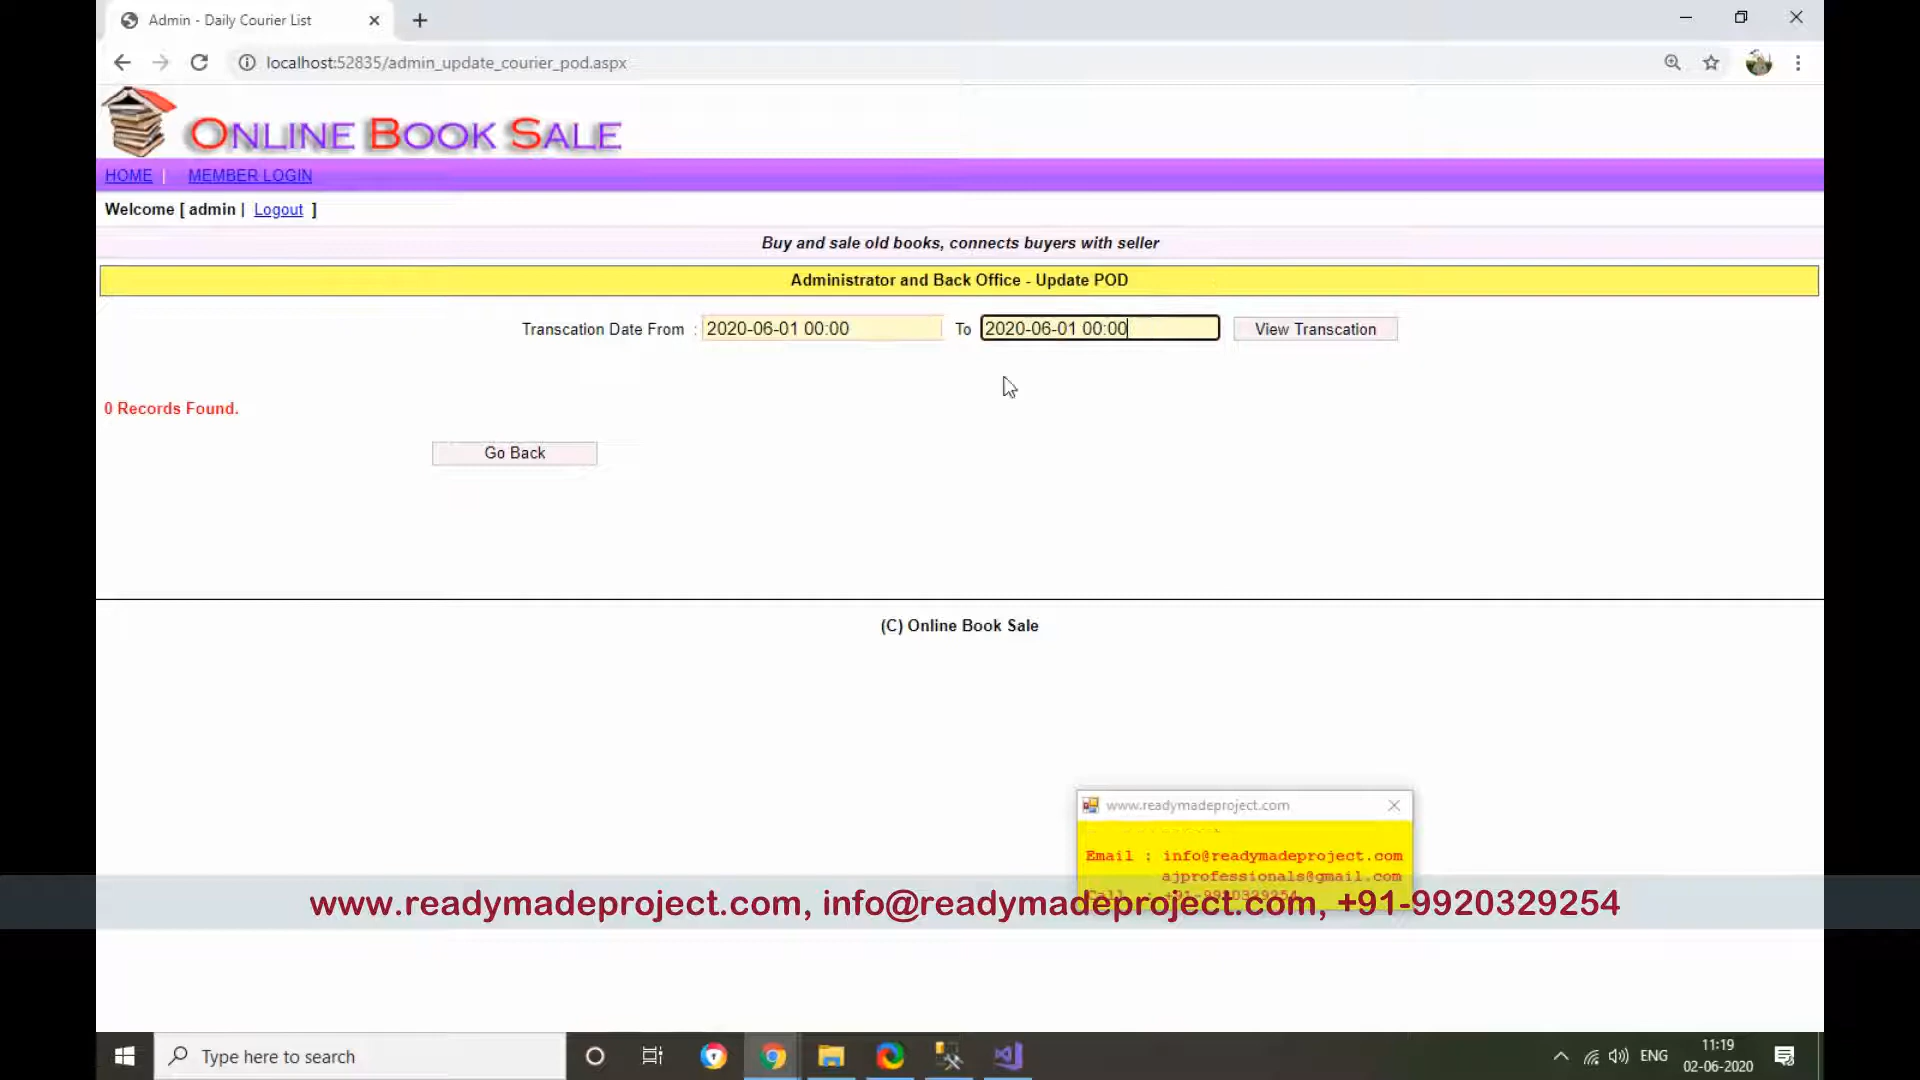 Admin - Daily Courier List
localhost:52835/admin_update_courier_pod.aspx
ONLINE BOOK SALE
HOME | MEMBER LOGIN
Welcome [ admin | Logout ]
Buy and sale old books, connects buyers with seller
Administrator and Back Office - Update POD
Transcation Date From : 2020-06-01 00:00 To 2020-06-01 00:00 View Transcation
0 Records Found.
Go Back
(C) Online Book Sale
www.readymadeproject.com
Email : info@readymadeproject.com
ajprofessionals@gmail.com
Call : +91-9920329254
www.readymadeproject.com, info@readymadeproject.com, +91-9920329254
Type here to search
ENG
11:19
02-06-2020